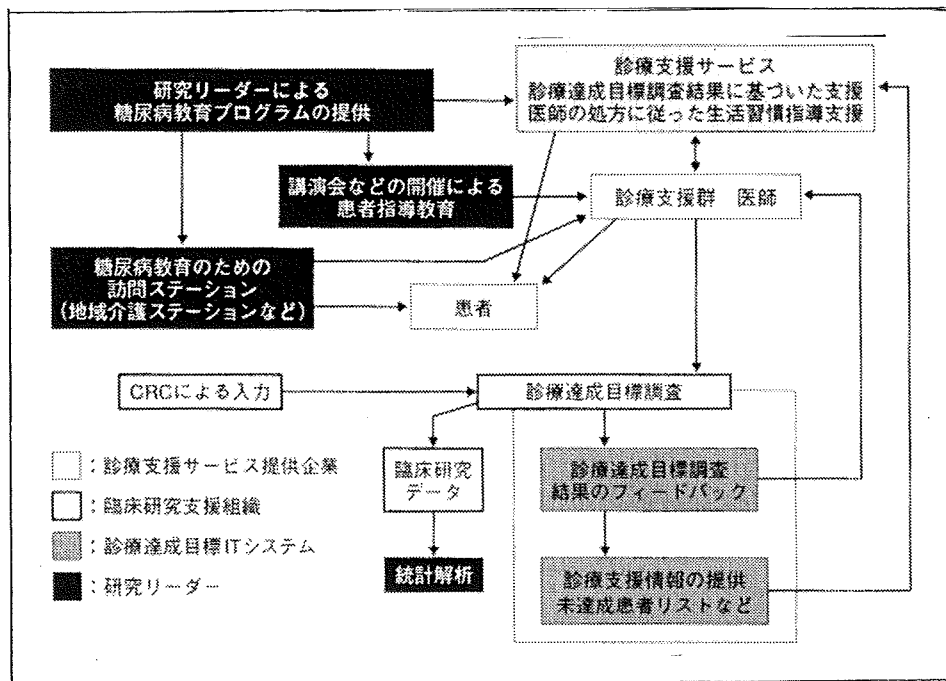 研究リーダーによる
糖尿病教育プログラムの提供
診療支援サービス
診療達成目標調査結果に基づいた支援
医師の処方に従った生活習慣指導支援
講演会などの開催による
患者指導教育
診療支援群 医師
糖尿病教育のための
訪問ステーション
(地域介護ステーションなど)
患者
CRCによる入力
診療達成目標調査
臨床研究
データ
診療達成目標調査
結果のフィードバック
統計解析
診療支援情報の提供
未達成患者リストなど
:診療支援サービス提供企業
:臨床研究支援組織
:診療達成目標ITシステム
:研究リーダー